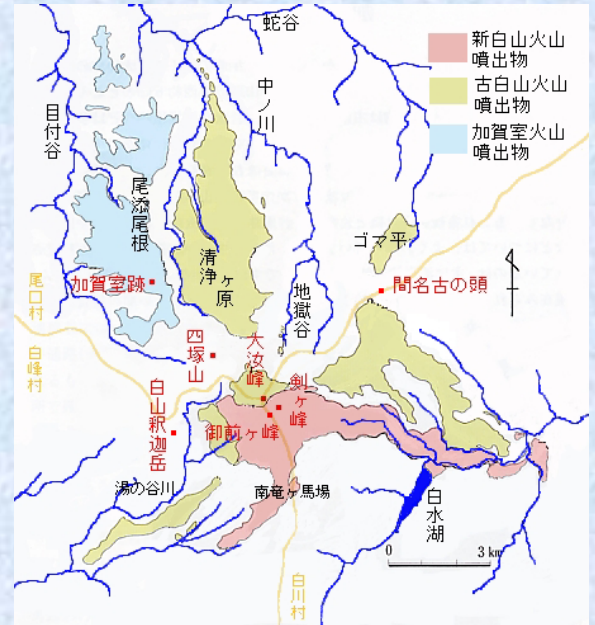 蛇谷
新白山火山
噴出物
古白山火山
噴出物
加賀室火山
噴出物
中ノ川
目付谷
尾添尾根
ゴマ平
清浄ヶ原
加賀室跡
間名古の頭
地獄谷
尾口村
白峰村
四塚山
大汝峰
剣ヶ峰
白山釈迦岳
御前ヶ峰
湯の谷川
南竜ヶ馬場
白水湖
0
3 km
白川村